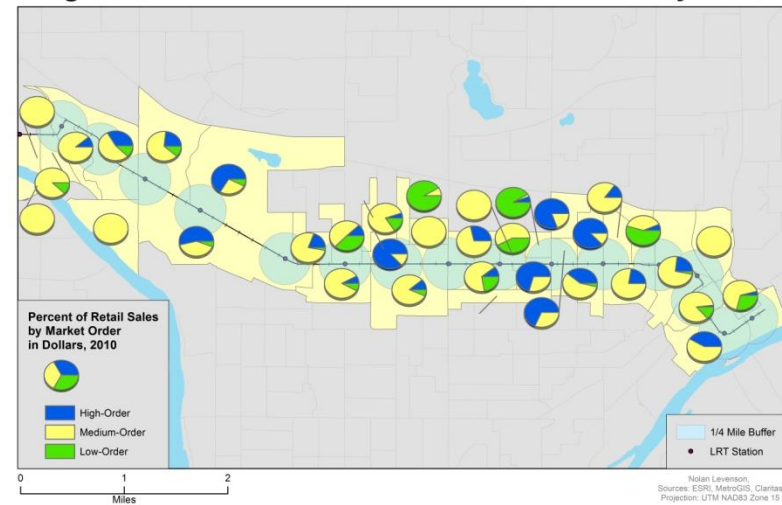 Percent of Retail Sales
by Market Order
in Dollars, 2010
High-Order
Medium-Order
Low-Order
1/4 Mile Buffer
LRT Station
0 1 2
Miles
Nolan Levenson,
Sources: ESRI, MetroGIS, Claritas
Projection: UTM NAD83 Zone 15